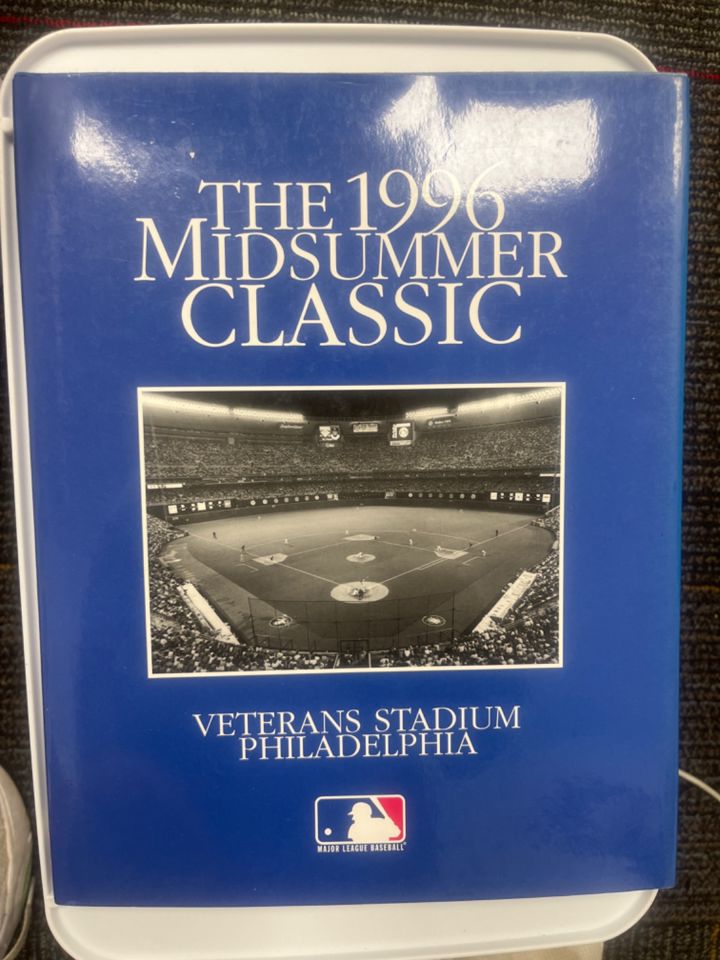 THE 1996
MIDSUMMER
CLASSIC
VETERANS STADIUM
PHILADELPHIA
MAJOR LEAGUE BASEBALL